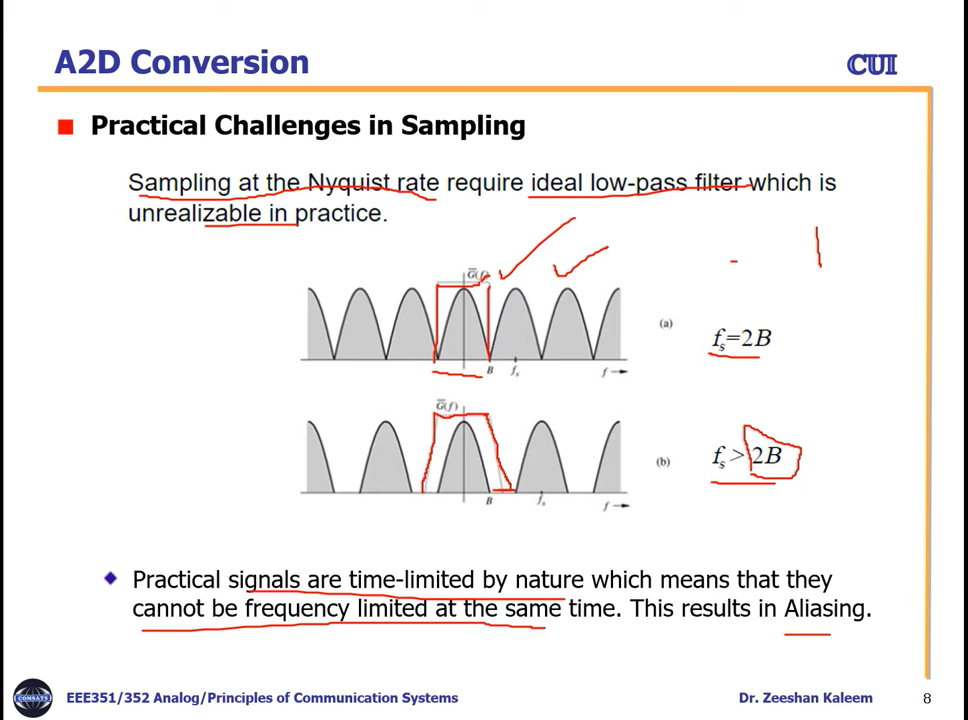 A2D Conversion
CUI
Practical Challenges in Sampling
Sampling at the Nyquist rate require ideal low-pass filter which is
unrealizable in practice.
G̅(f)
(a)
fₛ=2B
B fₛ f
G̅(f)
(b)
fₛ > 2B
B fₛ f
Practical signals are time-limited by nature which means that they
cannot be frequency limited at the same time. This results in Aliasing.
COMSATS
EEE351/352 Analog/Principles of Communication Systems
Dr. Zeeshan Kaleem
8